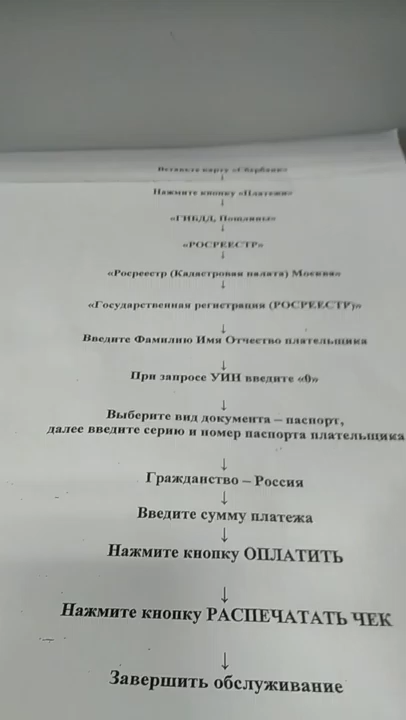 Вставьте карту «Сбербанк»
↓
Нажмите кнопку «Платежи»
↓
«ГИБДД, Пошлины»
↓
«РОСРЕЕСТР»
↓
«Росреестр (Кадастровая палата) Москва»
↓
«Государственная регистрация (РОСРЕЕСТР)»
↓
Введите Фамилию Имя Отчество плательщика
↓
При запросе УИН введите «0»
↓
Выберите вид документа – паспорт,
далее введите серию и номер паспорта плательщика
↓
Гражданство – Россия
↓
Введите сумму платежа
↓
Нажмите кнопку ОПЛАТИТЬ
↓
Нажмите кнопку РАСПЕЧАТАТЬ ЧЕК
↓
Завершить обслуживание